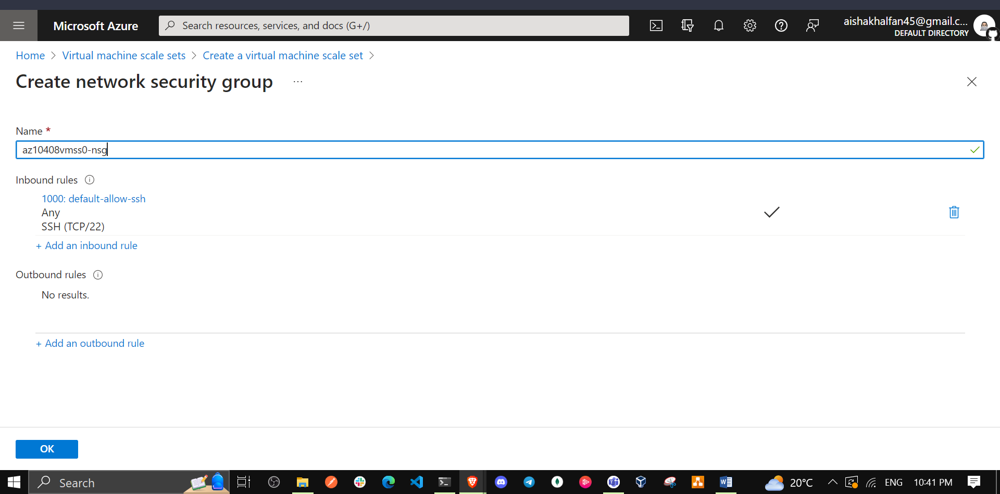 Microsoft Azure
Search resources, services, and docs (G+/)
aishakhalfan45@gmail.c...
DEFAULT DIRECTORY
Home > Virtual machine scale sets > Create a virtual machine scale set >
Create network security group ...
Name *
az10408vmss0-nsg
Inbound rules
1000: default-allow-ssh
Any
SSH (TCP/22)
+ Add an inbound rule
Outbound rules
No results.
+ Add an outbound rule
OK
Search
20°C
ENG
10:41 PM